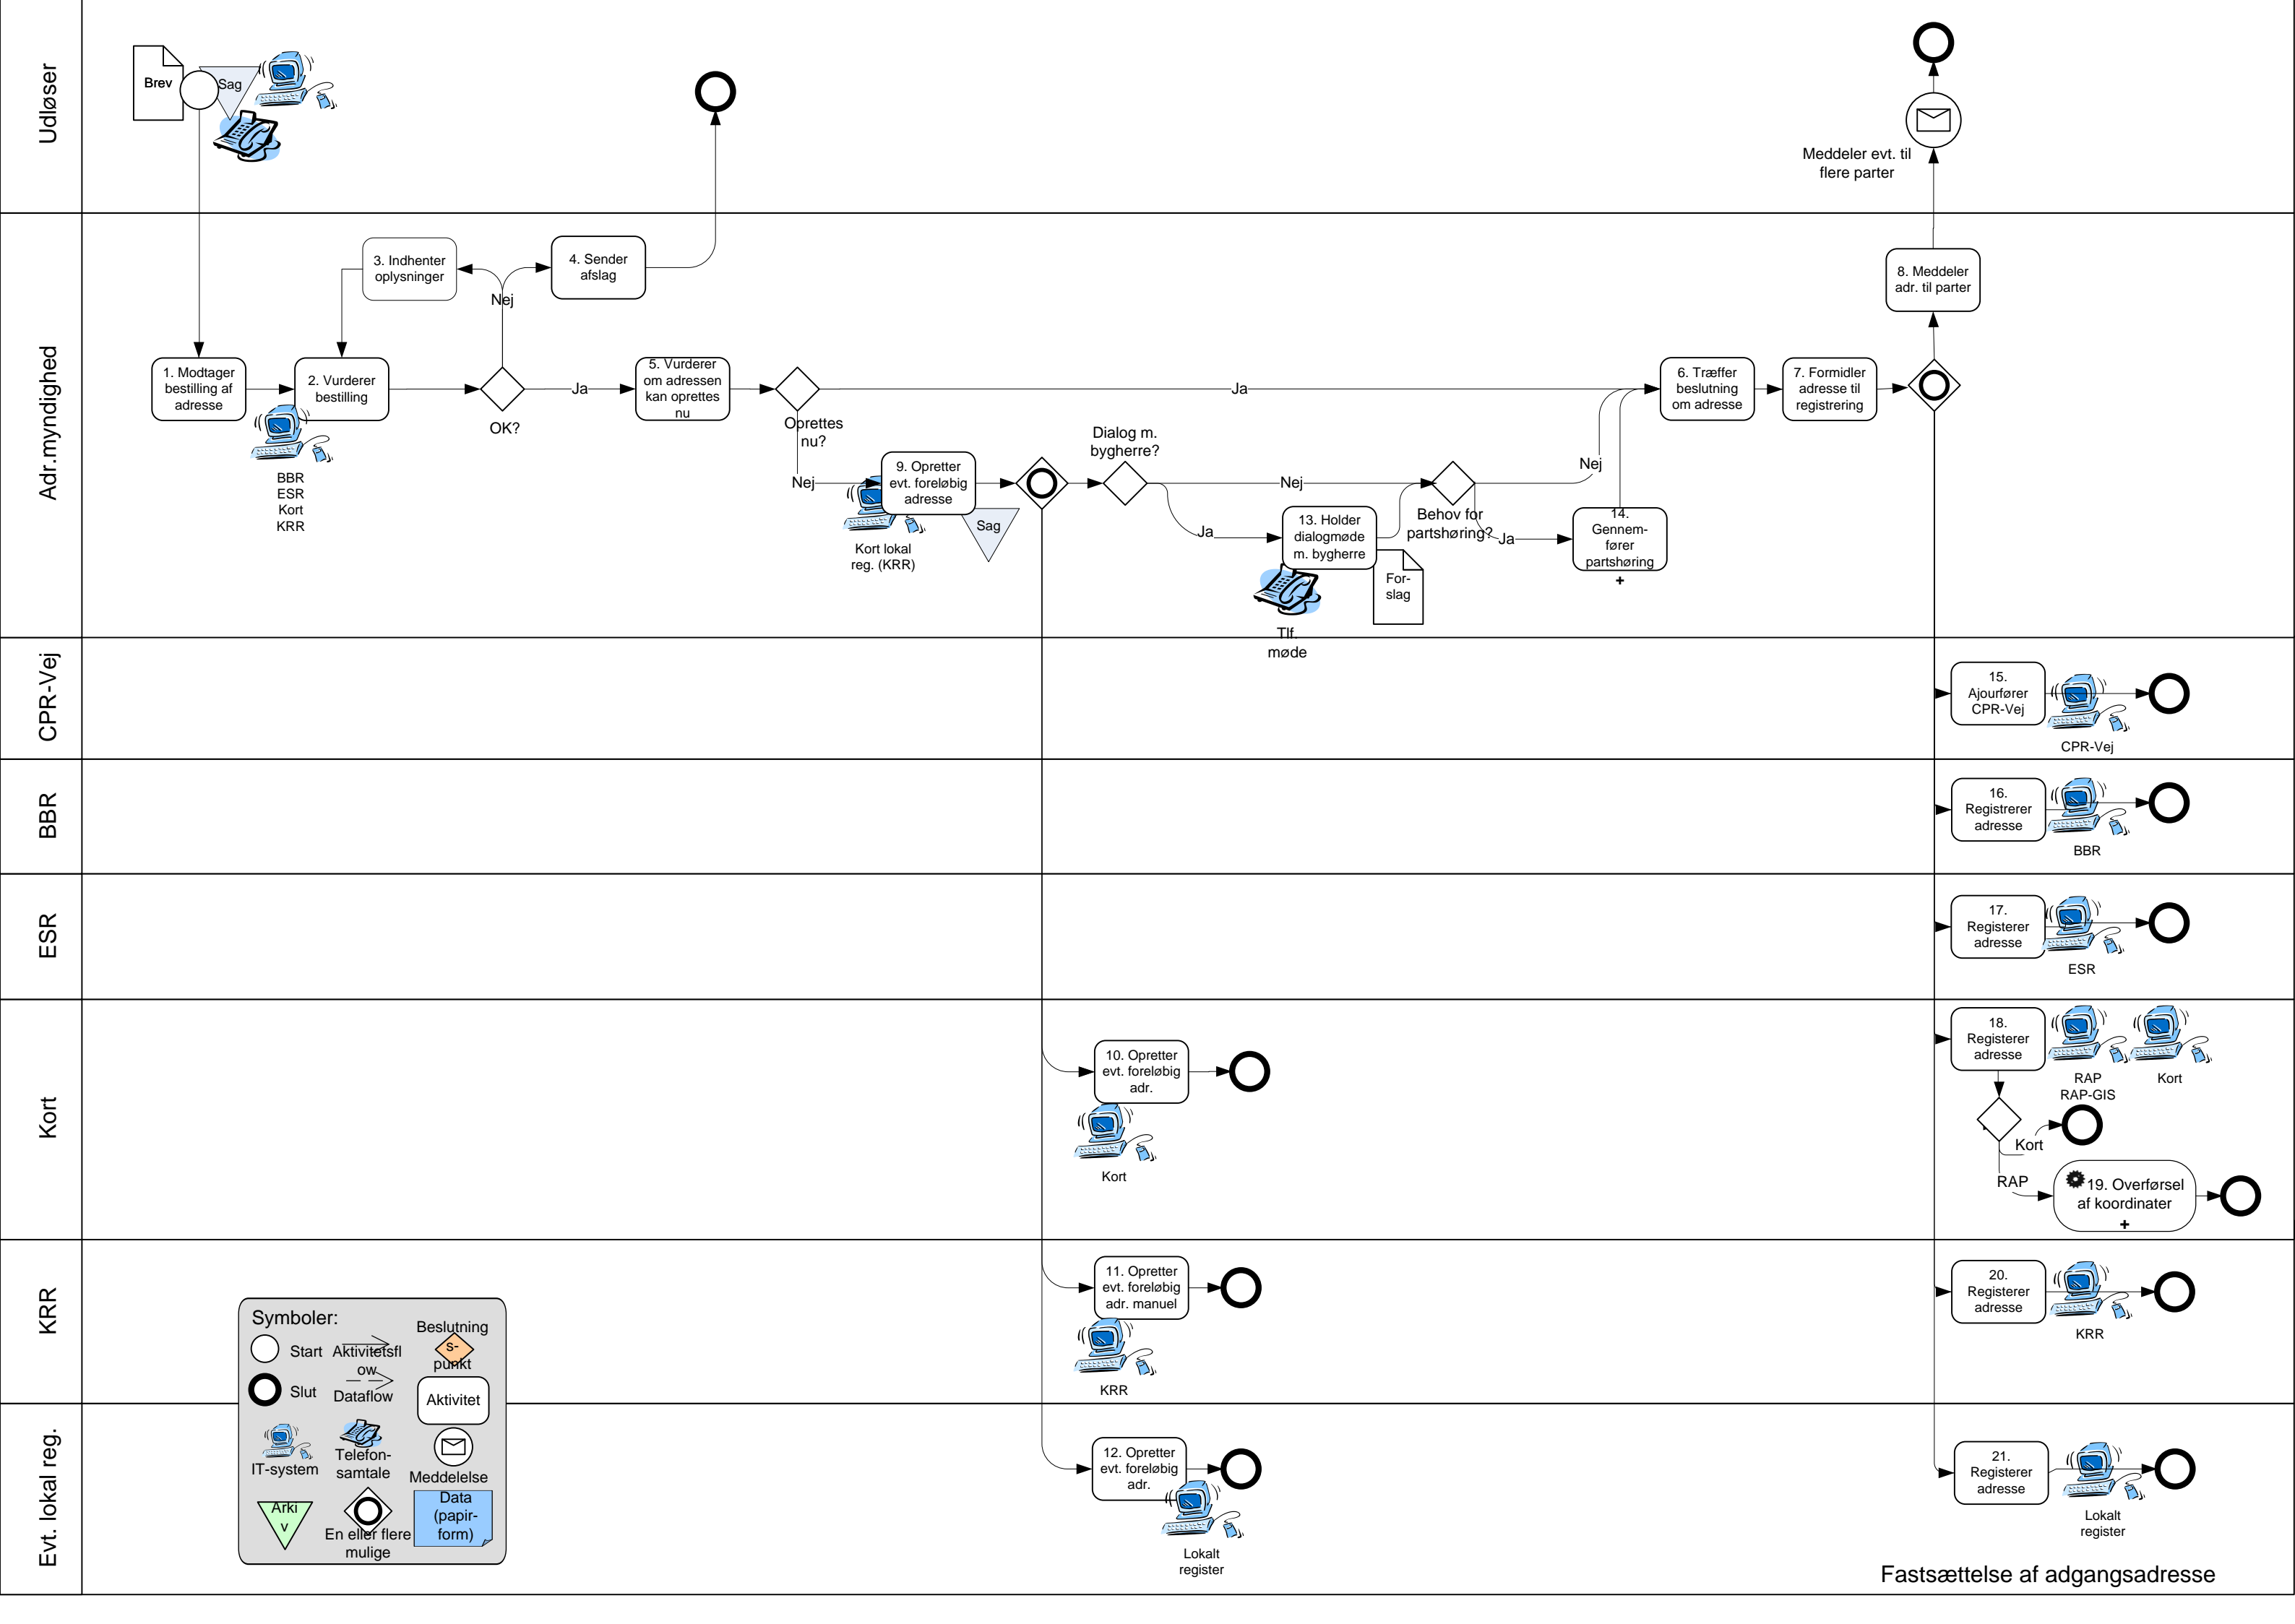 Udløser
Brev
Sag
Meddeler evt. til
flere parter
Adr.myndighed
1. Modtager
bestilling af
adresse
2. Vurderer
bestilling
BBR
ESR
Kort
KRR
3. Indhenter
oplysninger
Nej
4. Sender
afslag
OK?
Ja
5. Vurderer
om adressen
kan oprettes
nu
Oprettes
nu?
Ja
Nej
9. Opretter
evt. foreløbig
adresse
Kort lokal
reg. (KRR)
Sag
Dialog m.
bygherre?
Nej
Ja
13. Holder
dialogmøde
m. bygherre
Tlf.
møde
For-
slag
Behov for
partshøring?
Nej
Ja
14.
Gennem-
fører
partshøring
6. Træffer
beslutning
om adresse
7. Formidler
adresse til
registrering
8. Meddeler
adr. til parter
CPR-Vej
15.
Ajourfører
CPR-Vej
CPR-Vej
BBR
16.
Registrerer
adresse
BBR
ESR
17.
Registerer
adresse
ESR
Kort
10. Opretter
evt. foreløbig
adr.
Kort
18.
Registerer
adresse
RAP
RAP-GIS
Kort
Kort
RAP
19. Overførsel
af koordinater
KRR
11. Opretter
evt. foreløbig
adr. manuel
KRR
20.
Registerer
adresse
KRR
Evt. lokal reg.
12. Opretter
evt. foreløbig
adr.
Lokalt
register
21.
Registerer
adresse
Lokalt
register
Symboler:
Start
Aktivitetsfl
ow
Beslutning
s-
punkt
Slut
Dataflow
Aktivitet
IT-system
Telefon-
samtale
Meddelelse
Arki
v
En eller flere
mulige
Data
(papir-
form)
Fastsættelse af adgangsadresse